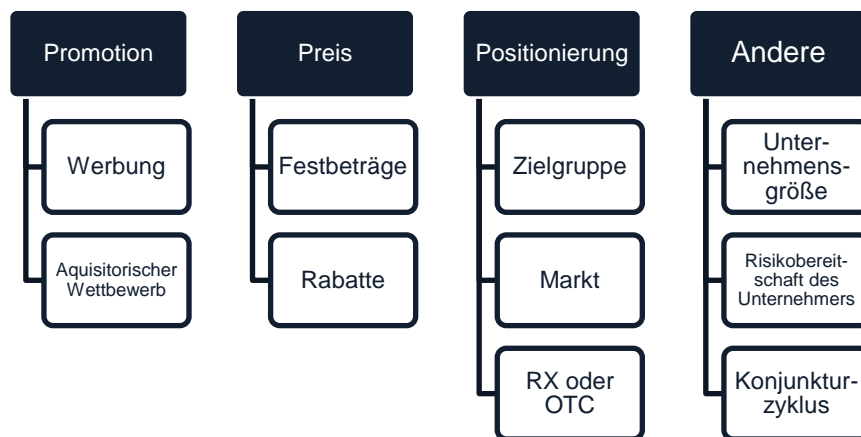 Promotion
Werbung
Aquisitorischer
Wettbewerb
Preis
Festbeträge
Rabatte
Positionierung
Zielgruppe
Markt
RX oder
OTC
Andere
Unter-
nehmens-
größe
Risikobereit-
schaft des
Unternehmers
Konjunktur-
zyklus